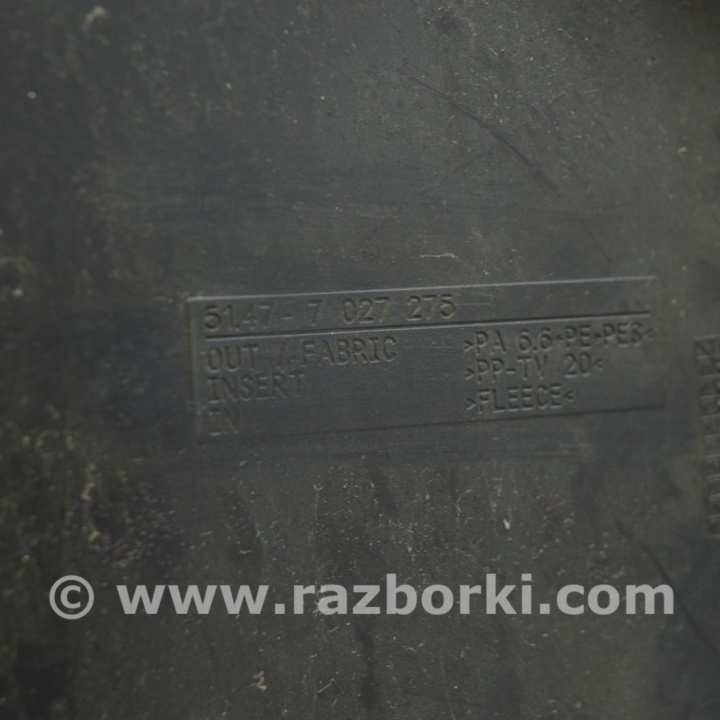 5147- 7 027 275
OUT / FABRIC >PA 6.6+PE+PES<
INSERT >PP-TV 20<
IN >FLEECE<
© www.razborki.com